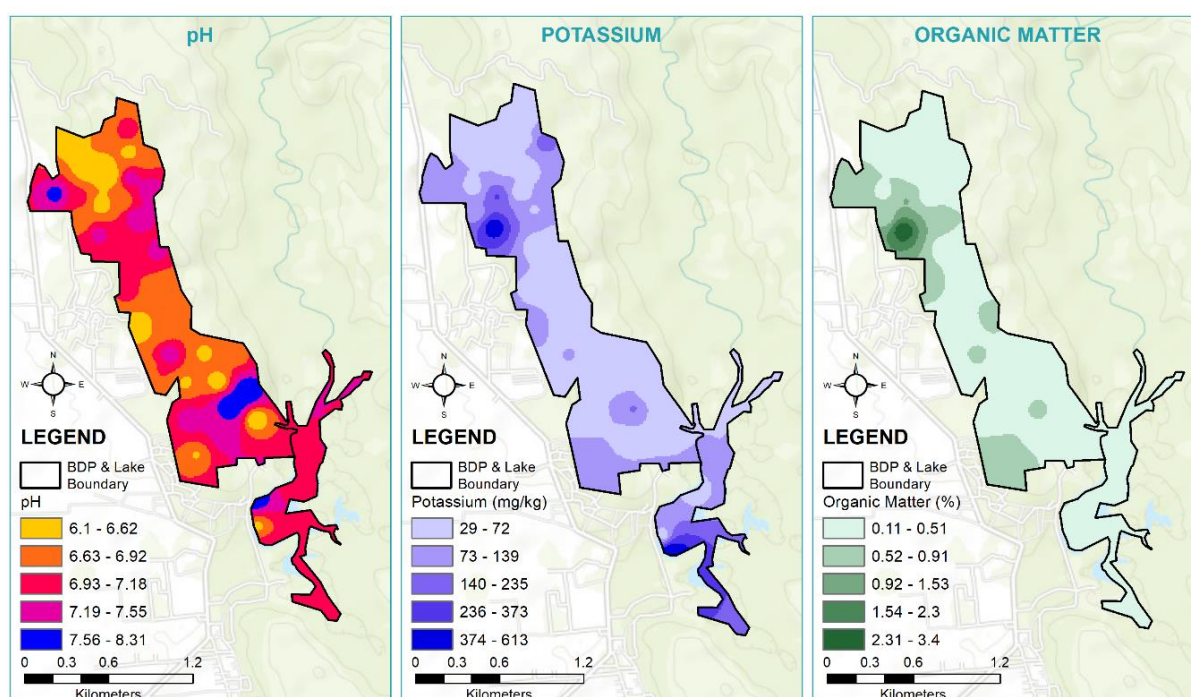 pH
N
W E
S
LEGEND
BDP & Lake
Boundary
pH
6.1 - 6.62
6.63 - 6.92
6.93 - 7.18
7.19 - 7.55
7.56 - 8.31
0 0.3 0.6 1.2
Kilometers
POTASSIUM
N
W E
S
LEGEND
BDP & Lake
Boundary
Potassium (mg/kg)
29 - 72
73 - 139
140 - 235
236 - 373
374 - 613
0 0.3 0.6 1.2
Kilometers
ORGANIC MATTER
N
W E
S
LEGEND
BDP & Lake
Boundary
Organic Matter (%)
0.11 - 0.51
0.52 - 0.91
0.92 - 1.53
1.54 - 2.3
2.31 - 3.4
0 0.3 0.6 1.2
Kilometers